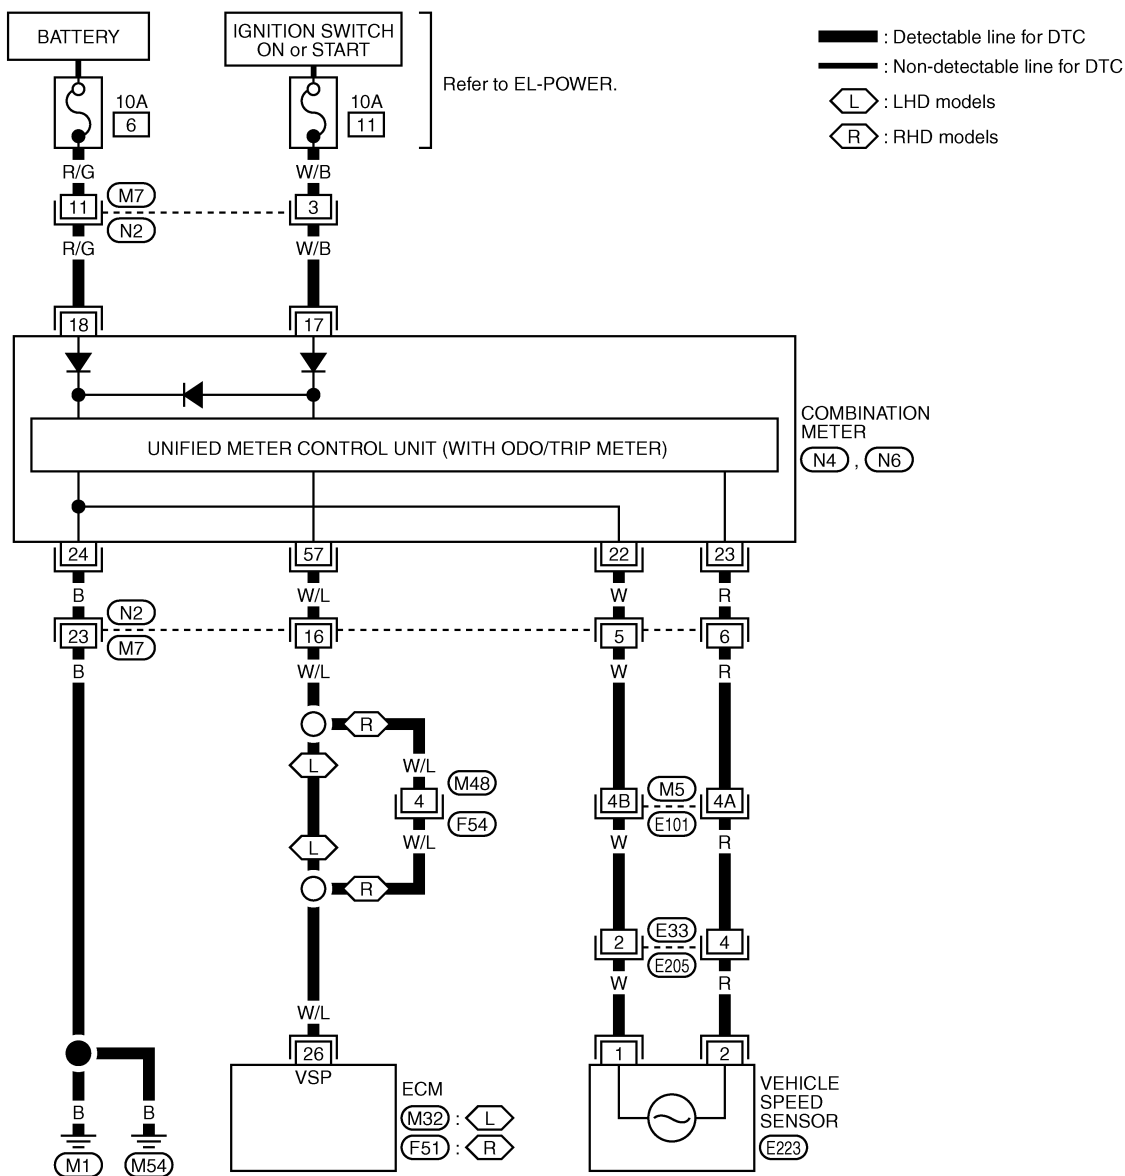 BATTERY
IGNITION SWITCH
ON or START
Refer to EL-POWER.
: Detectable line for DTC
: Non-detectable line for DTC
L : LHD models
R : RHD models
10A
6
10A
11
R/G
W/B
11
M7
3
N2
R/G
W/B
18
17
UNIFIED METER CONTROL UNIT (WITH ODO/TRIP METER)
COMBINATION
METER
N4 , N6
24
57
22
23
B
W/L
W
R
N2
23
16
5
6
M7
B
W/L
W
R
R
L
W/L
M48
4
F54
W/L
L
R
4B
M5
4A
E101
W
R
2
E33
4
E205
W
R
W/L
26
VSP
ECM
M32 : L
F51 : R
1
2
VEHICLE
SPEED
SENSOR
E223
B
B
M1
M54